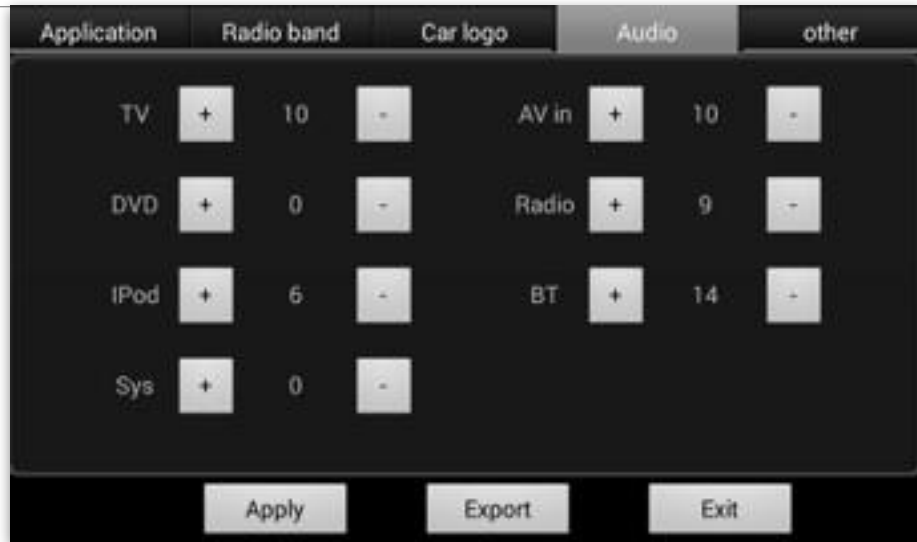 Application Radio band Car logo Audio other
TV + 10 - AV in + 10 -
DVD + 0 - Radio + 9 -
IPod + 6 - BT + 14 -
Sys + 0 -
Apply Export Exit